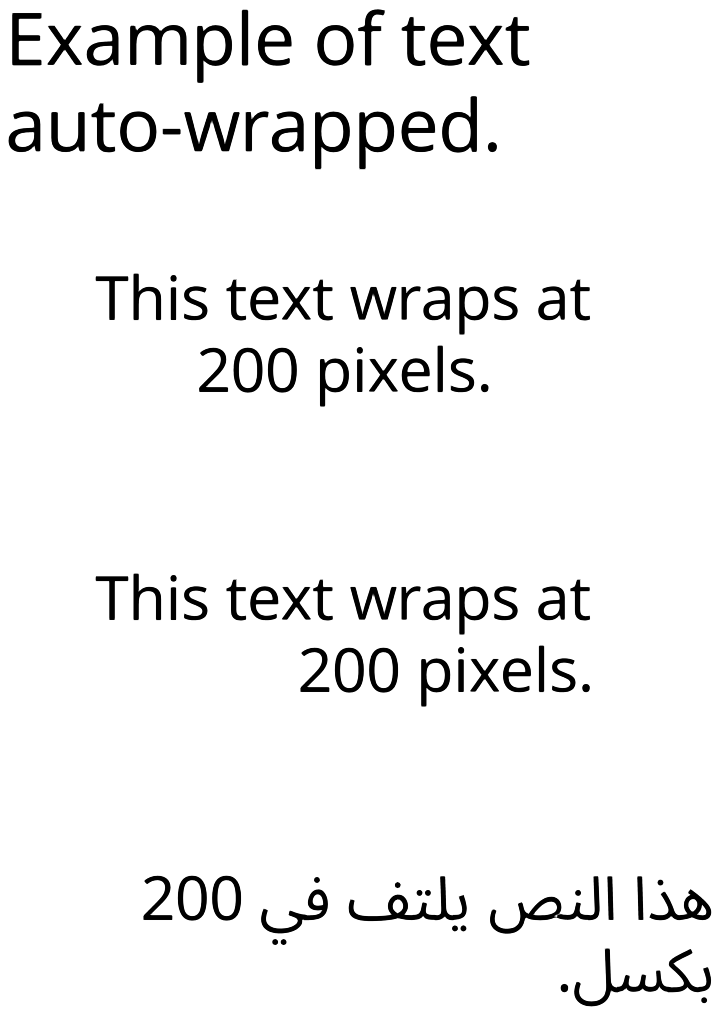 Example of text
auto-wrapped.
This text wraps at
200 pixels.
This text wraps at
200 pixels.
هذا النص يلتف في 200
بكسل.